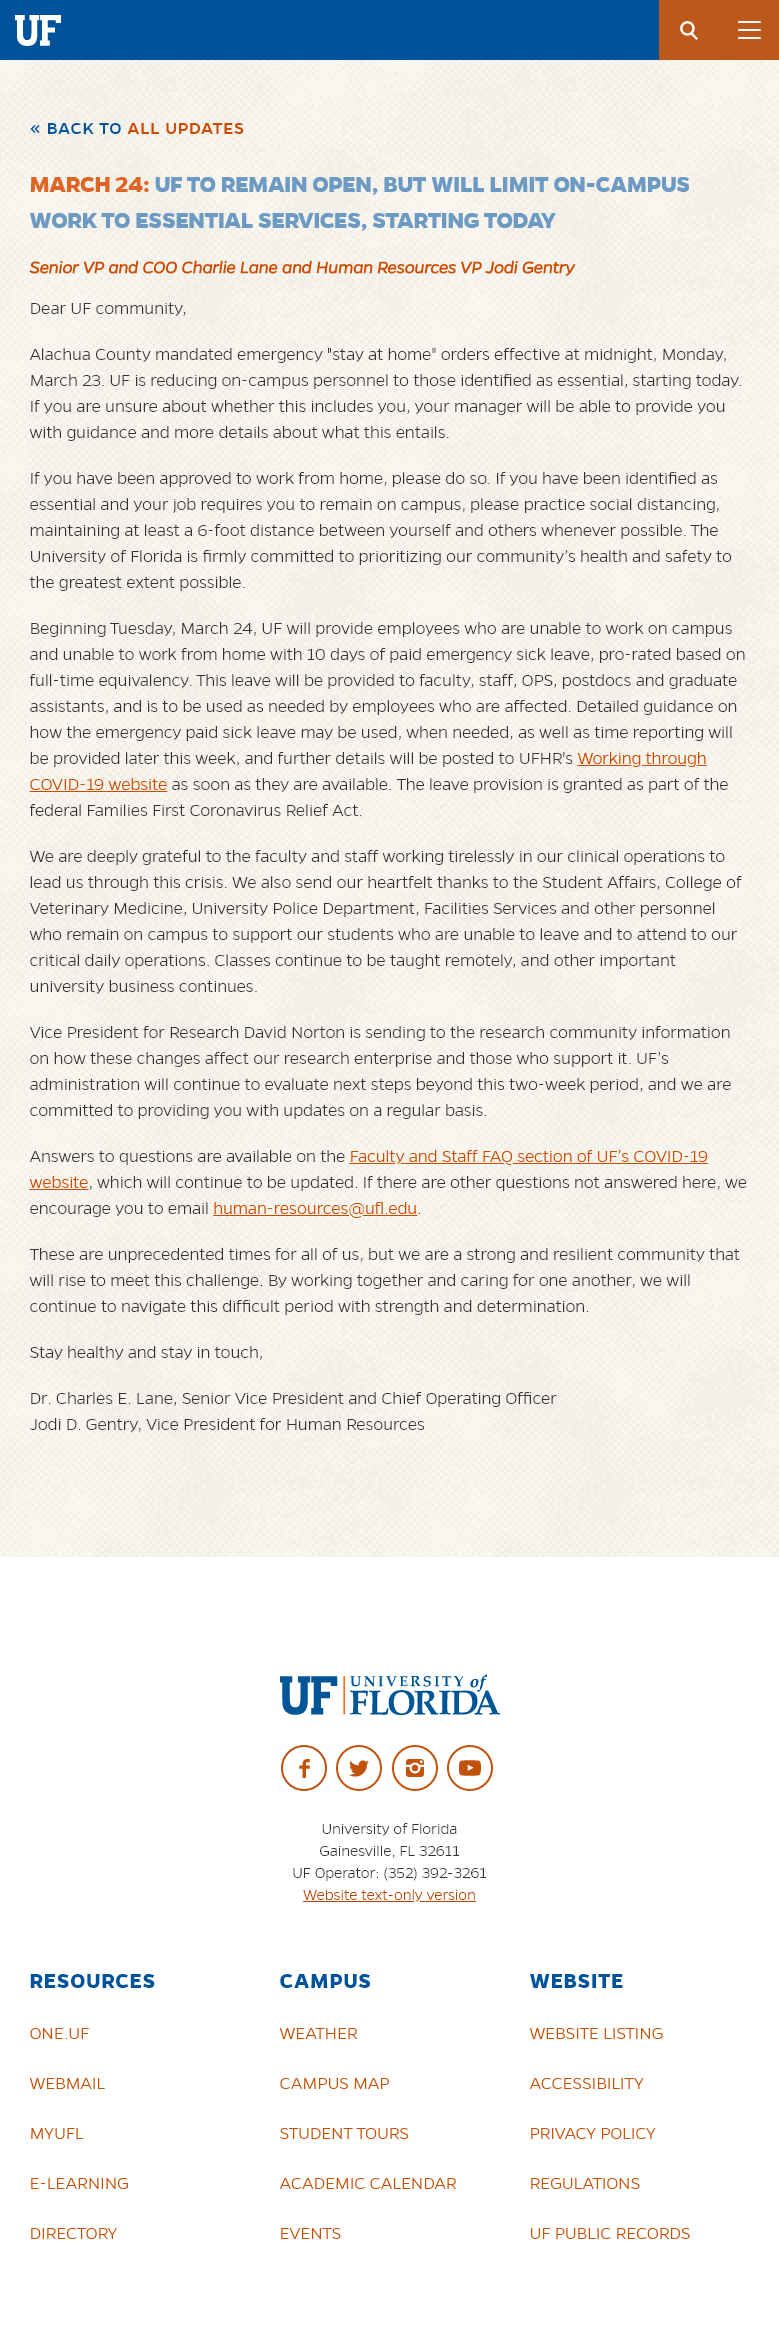 UF
« BACK TO ALL UPDATES
MARCH 24: UF TO REMAIN OPEN, BUT WILL LIMIT ON-CAMPUS
WORK TO ESSENTIAL SERVICES, STARTING TODAY
Senior VP and COO Charlie Lane and Human Resources VP Jodi Gentry
Dear UF community,
Alachua County mandated emergency "stay at home" orders effective at midnight, Monday,
March 23. UF is reducing on-campus personnel to those identified as essential, starting today.
If you are unsure about whether this includes you, your manager will be able to provide you
with guidance and more details about what this entails.
If you have been approved to work from home, please do so. If you have been identified as
essential and your job requires you to remain on campus, please practice social distancing,
maintaining at least a 6-foot distance between yourself and others whenever possible. The
University of Florida is firmly committed to prioritizing our community’s health and safety to
the greatest extent possible.
Beginning Tuesday, March 24, UF will provide employees who are unable to work on campus
and unable to work from home with 10 days of paid emergency sick leave, pro-rated based on
full-time equivalency. This leave will be provided to faculty, staff, OPS, postdocs and graduate
assistants, and is to be used as needed by employees who are affected. Detailed guidance on
how the emergency paid sick leave may be used, when needed, as well as time reporting will
be provided later this week, and further details will be posted to UFHR's Working through
COVID-19 website as soon as they are available. The leave provision is granted as part of the
federal Families First Coronavirus Relief Act.
We are deeply grateful to the faculty and staff working tirelessly in our clinical operations to
lead us through this crisis. We also send our heartfelt thanks to the Student Affairs, College of
Veterinary Medicine, University Police Department, Facilities Services and other personnel
who remain on campus to support our students who are unable to leave and to attend to our
critical daily operations. Classes continue to be taught remotely, and other important
university business continues.
Vice President for Research David Norton is sending to the research community information
on how these changes affect our research enterprise and those who support it. UF’s
administration will continue to evaluate next steps beyond this two-week period, and we are
committed to providing you with updates on a regular basis.
Answers to questions are available on the Faculty and Staff FAQ section of UF’s COVID-19
website, which will continue to be updated. If there are other questions not answered here, we
encourage you to email human-resources@ufl.edu.
These are unprecedented times for all of us, but we are a strong and resilient community that
will rise to meet this challenge. By working together and caring for one another, we will
continue to navigate this difficult period with strength and determination.
Stay healthy and stay in touch,
Dr. Charles E. Lane, Senior Vice President and Chief Operating Officer
Jodi D. Gentry, Vice President for Human Resources
UF UNIVERSITY of
FLORIDA
University of Florida
Gainesville, FL 32611
UF Operator: (352) 392-3261
Website text-only version
RESOURCES CAMPUS WEBSITE
ONE.UF WEATHER WEBSITE LISTING
WEBMAIL CAMPUS MAP ACCESSIBILITY
MYUFL STUDENT TOURS PRIVACY POLICY
E-LEARNING ACADEMIC CALENDAR REGULATIONS
DIRECTORY EVENTS UF PUBLIC RECORDS